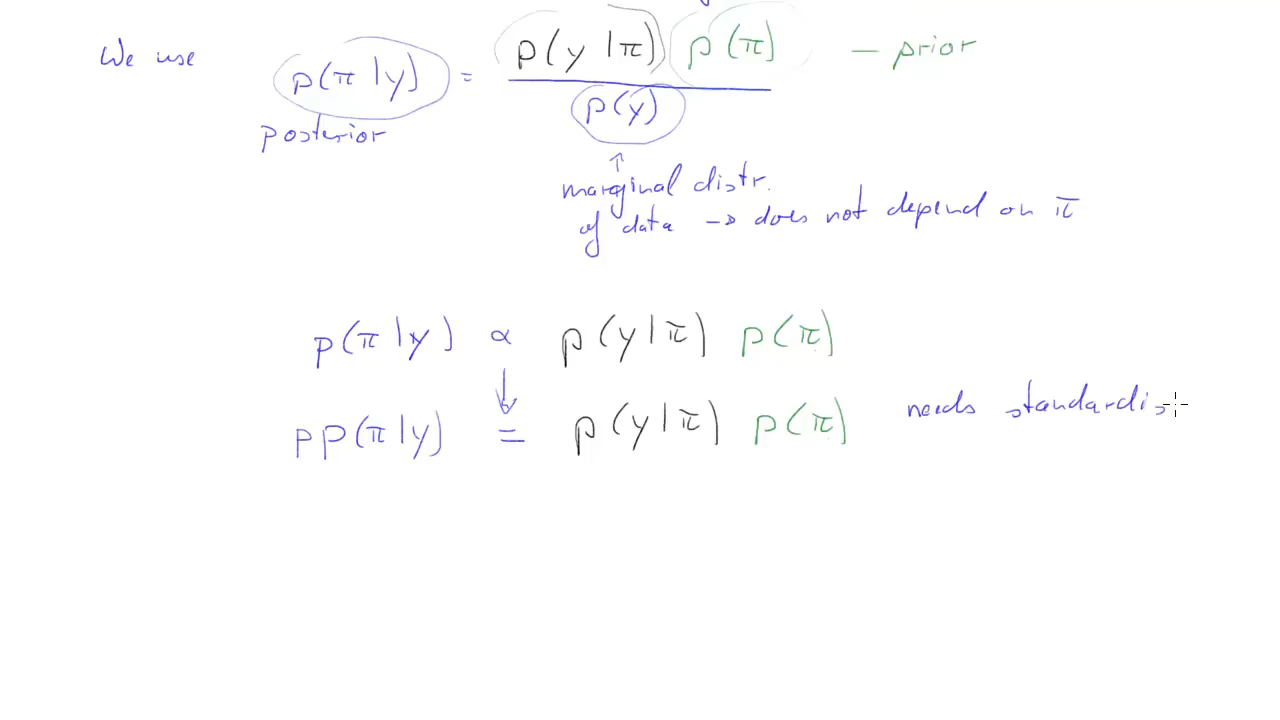 We use p(π|y) = p(y|π) p(π) / p(y) — prior
posterior
↑
marginal distr.
of data → does not depend on π
p(π|y) ∝ p(y|π) p(π)
↓
pp(π|y) = p(y|π) p(π) needs standardis